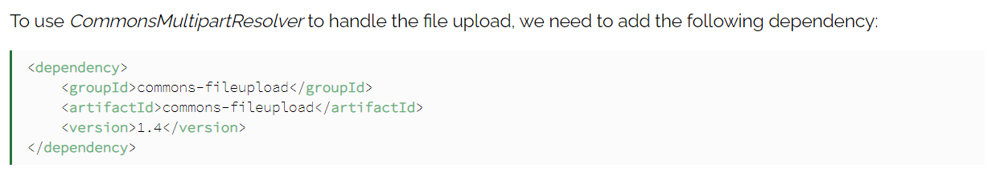 To use CommonsMultipartResolver to handle the file upload, we need to add the following dependency:
<dependency>
    <groupId>commons-fileupload</groupId>
    <artifactId>commons-fileupload</artifactId>
    <version>1.4</version>
</dependency>